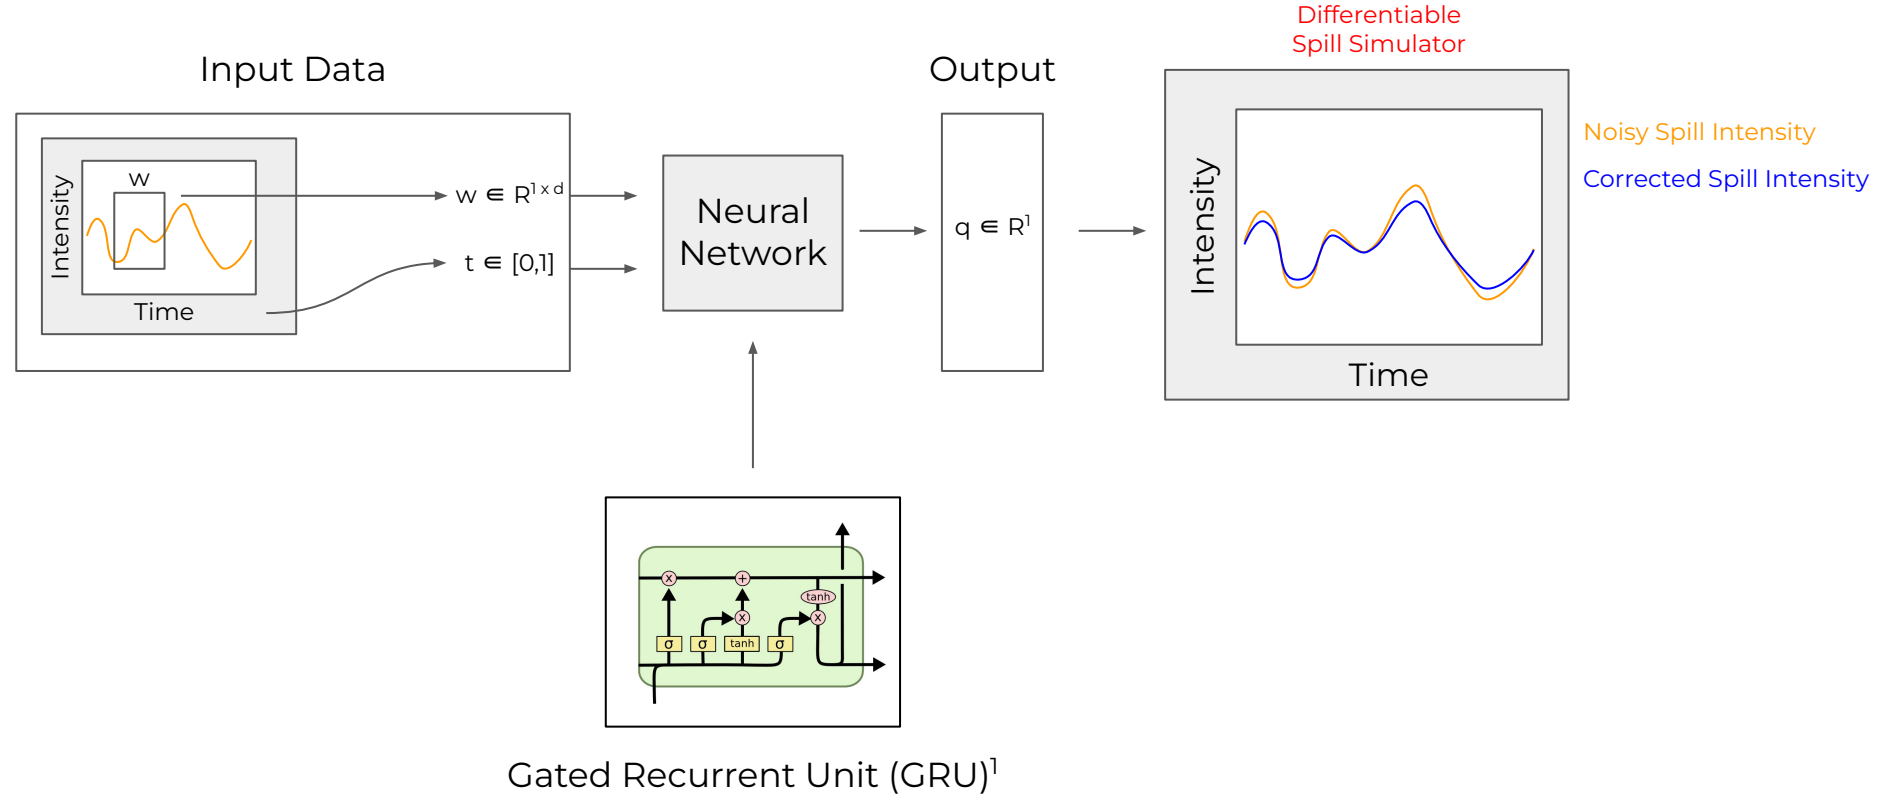 Differentiable
Spill Simulator
Input Data
Output
Intensity
w
Time
w ∈ R¹ ˣ ᵈ
t ∈ [0,1]
Neural
Network
q ∈ R¹
Intensity
Time
Noisy Spill Intensity
Corrected Spill Intensity
x
+
tanh
x
x
σ
σ
tanh
σ
Gated Recurrent Unit (GRU)¹